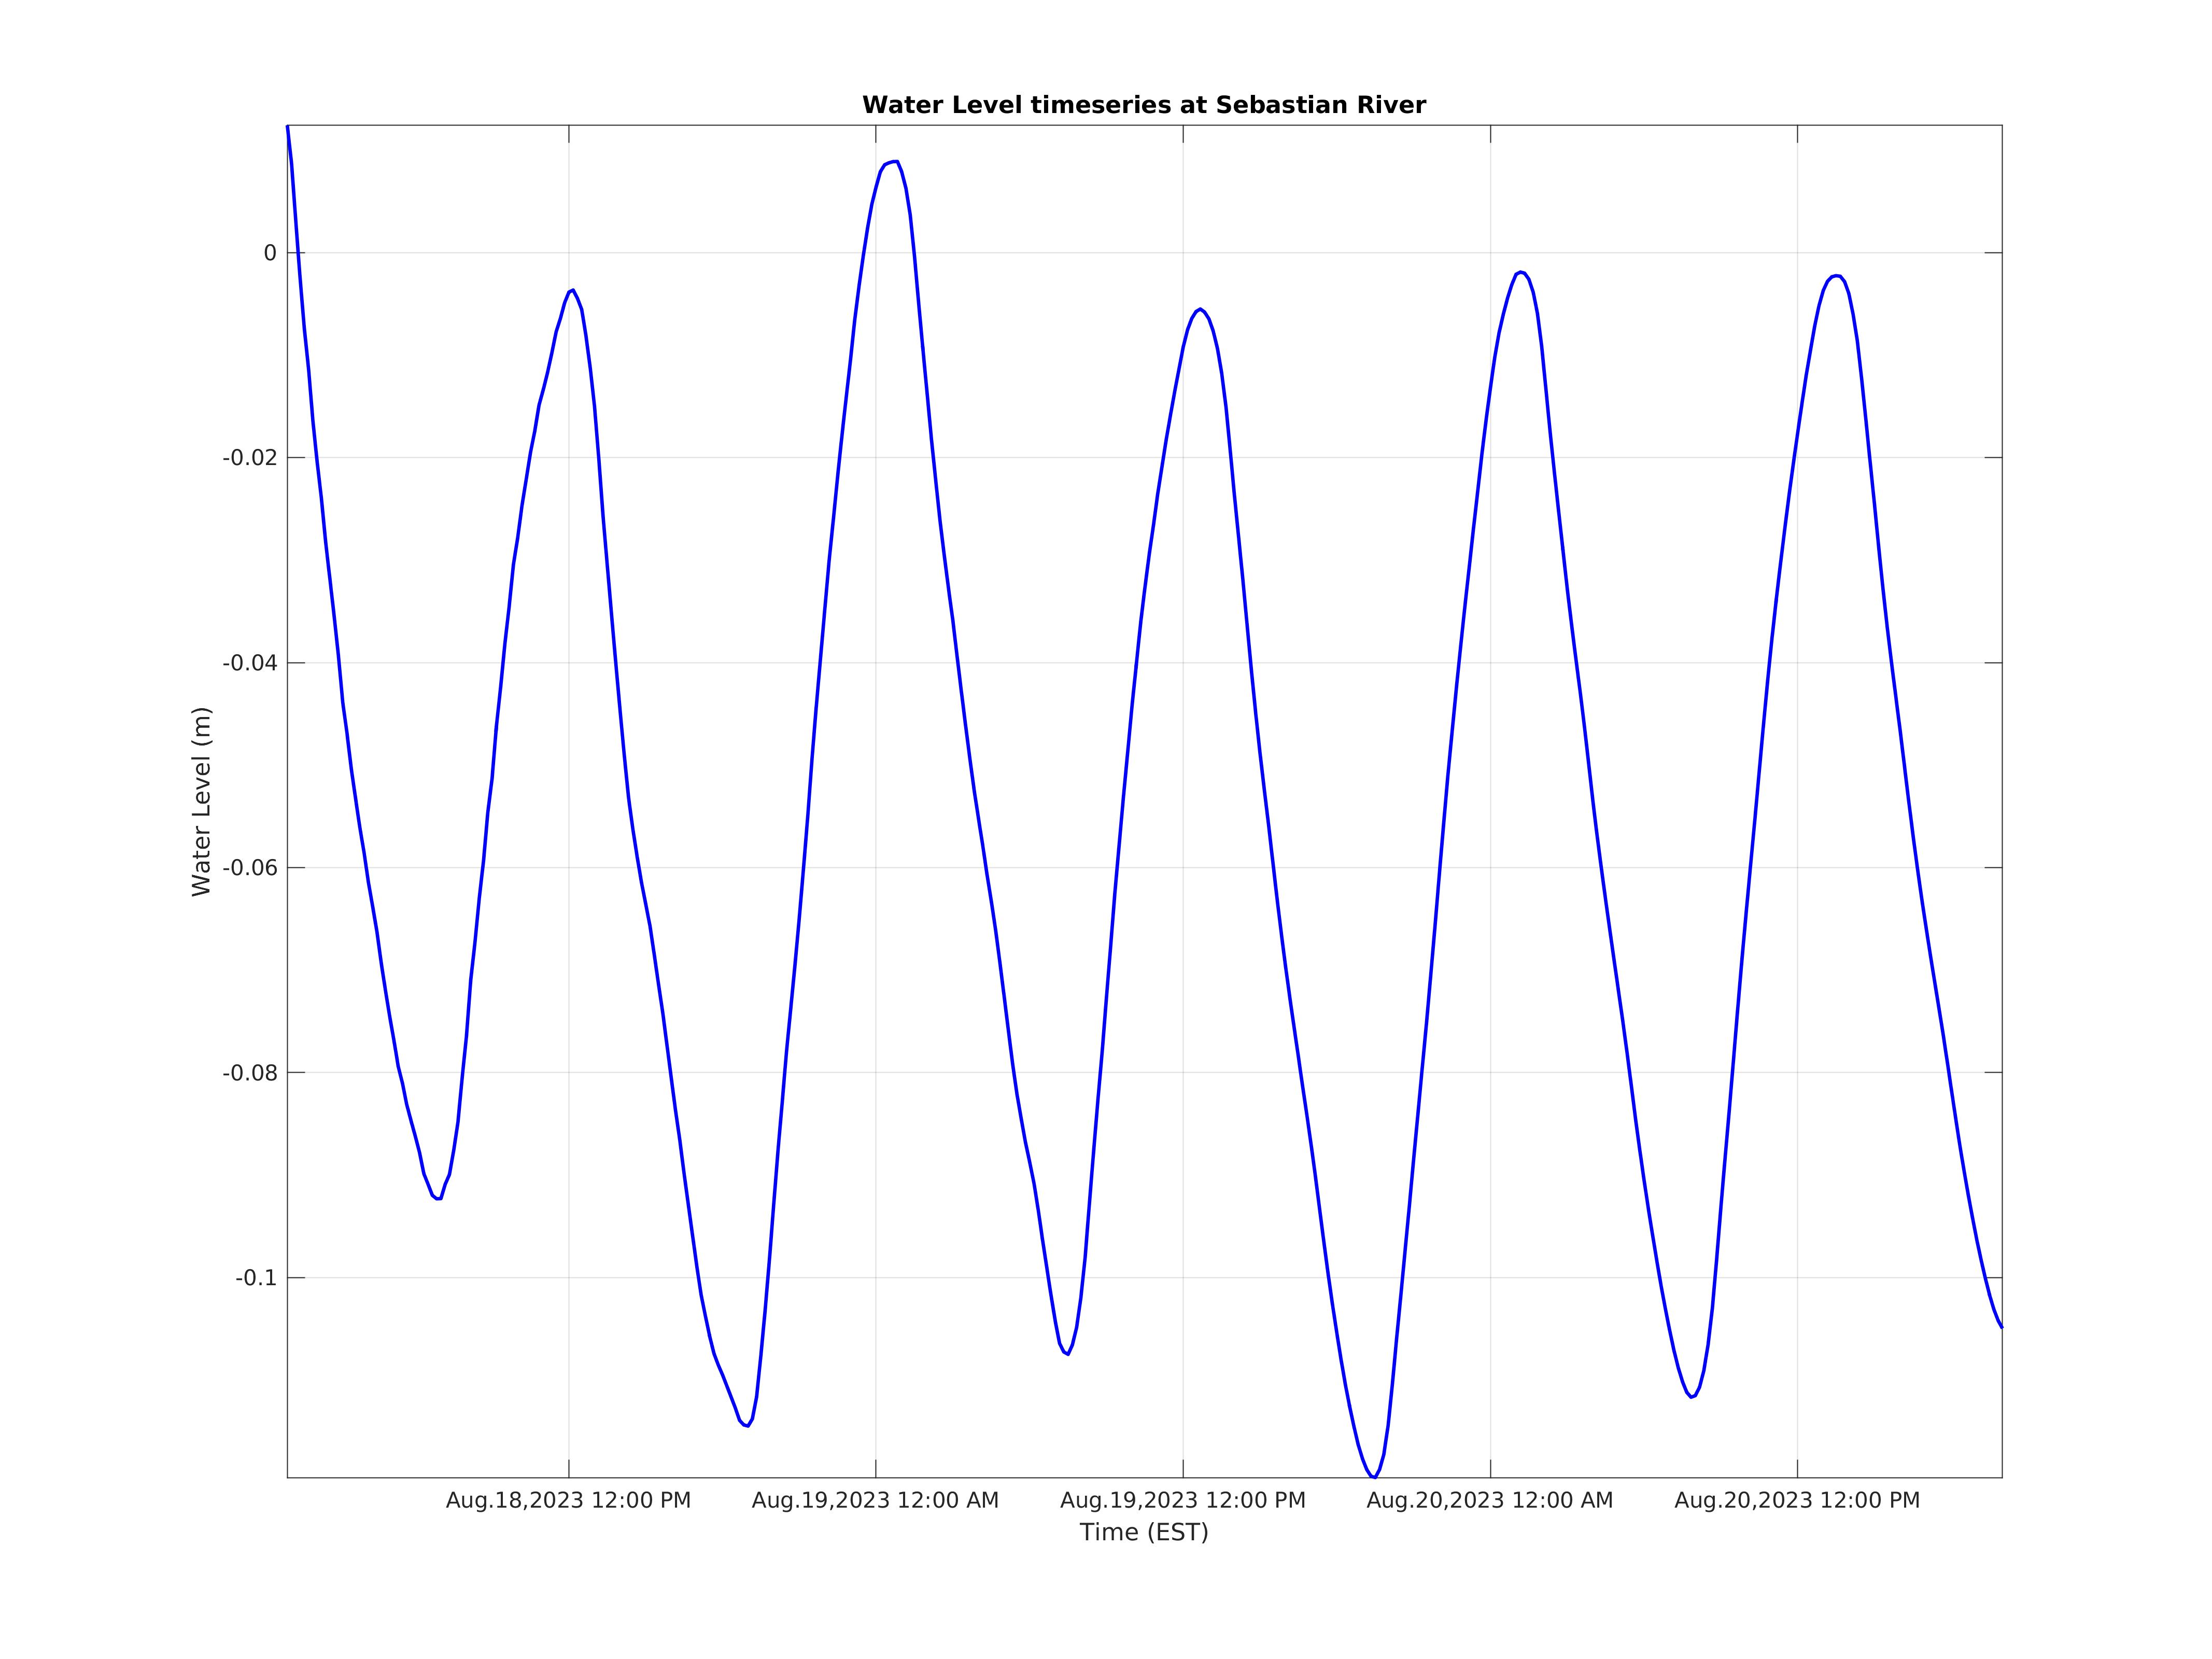 Water Level timeseries at Sebastian River
0
-0.02
-0.04
-0.06
-0.08
-0.1
Water Level (m)
Aug.18,2023 12:00 PM
Aug.19,2023 12:00 AM
Aug.19,2023 12:00 PM
Aug.20,2023 12:00 AM
Aug.20,2023 12:00 PM
Time (EST)